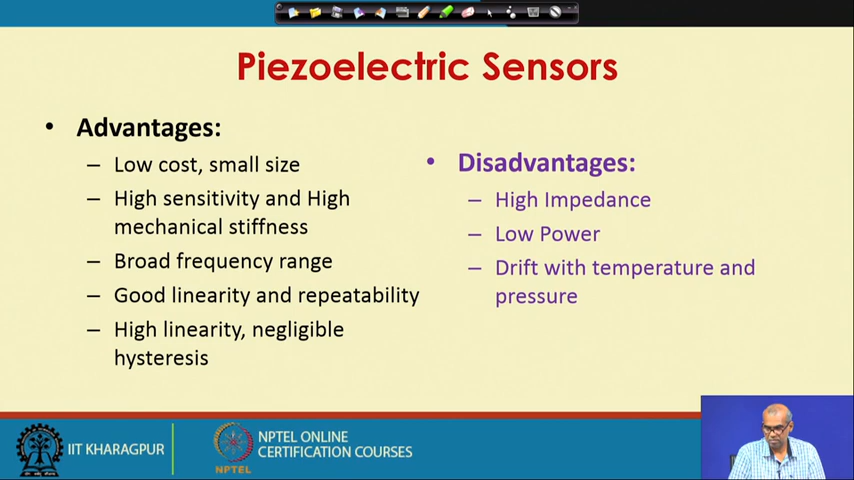 Piezoelectric Sensors
• Advantages:
– Low cost, small size
– High sensitivity and High
mechanical stiffness
– Broad frequency range
– Good linearity and repeatability
– High linearity, negligible
hysteresis
• Disadvantages:
– High Impedance
– Low Power
– Drift with temperature and
pressure
IIT KHARAGPUR
NPTEL
NPTEL ONLINE
CERTIFICATION COURSES